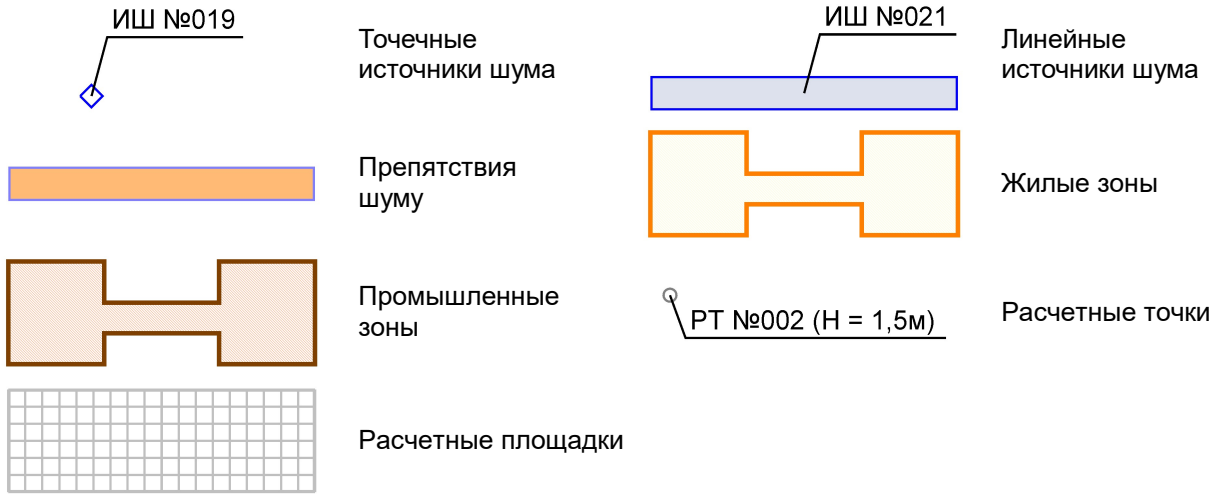 ИШ №019
Точечные
источники шума
ИШ №021
Линейные
источники шума
Препятствия
шуму
Жилые зоны
Промышленные
зоны
РТ №002 (Н = 1,5м)
Расчетные точки
Расчетные площадки